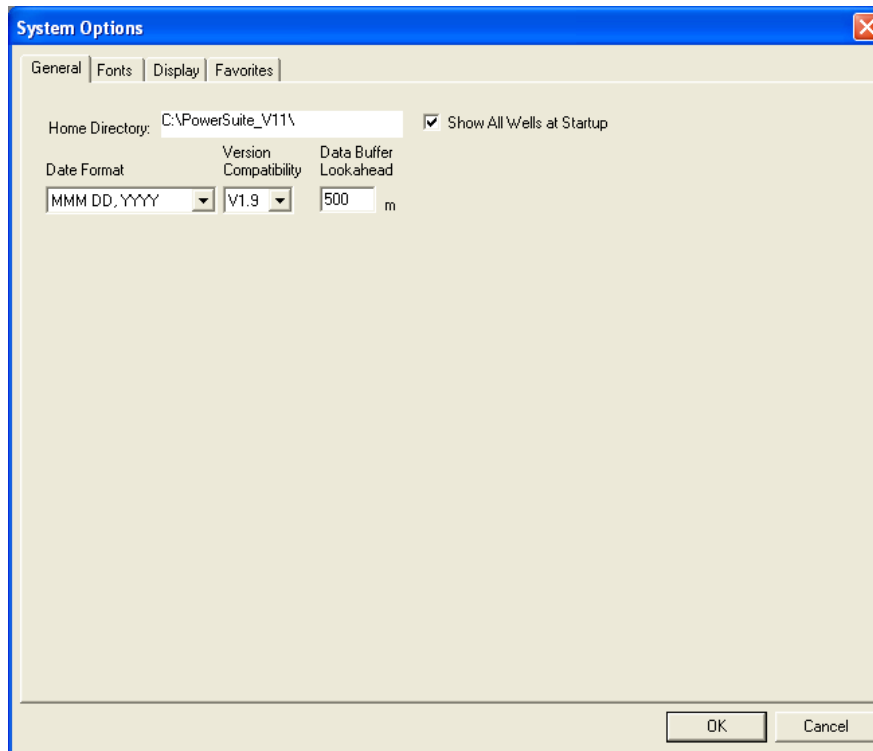 System Options
General Fonts Display Favorites
Home Directory: C:\PowerSuite_V11\ Show All Wells at Startup
Date Format Version Compatibility Data Buffer Lookahead
MMM DD, YYYY V1.9 500 m
OK Cancel